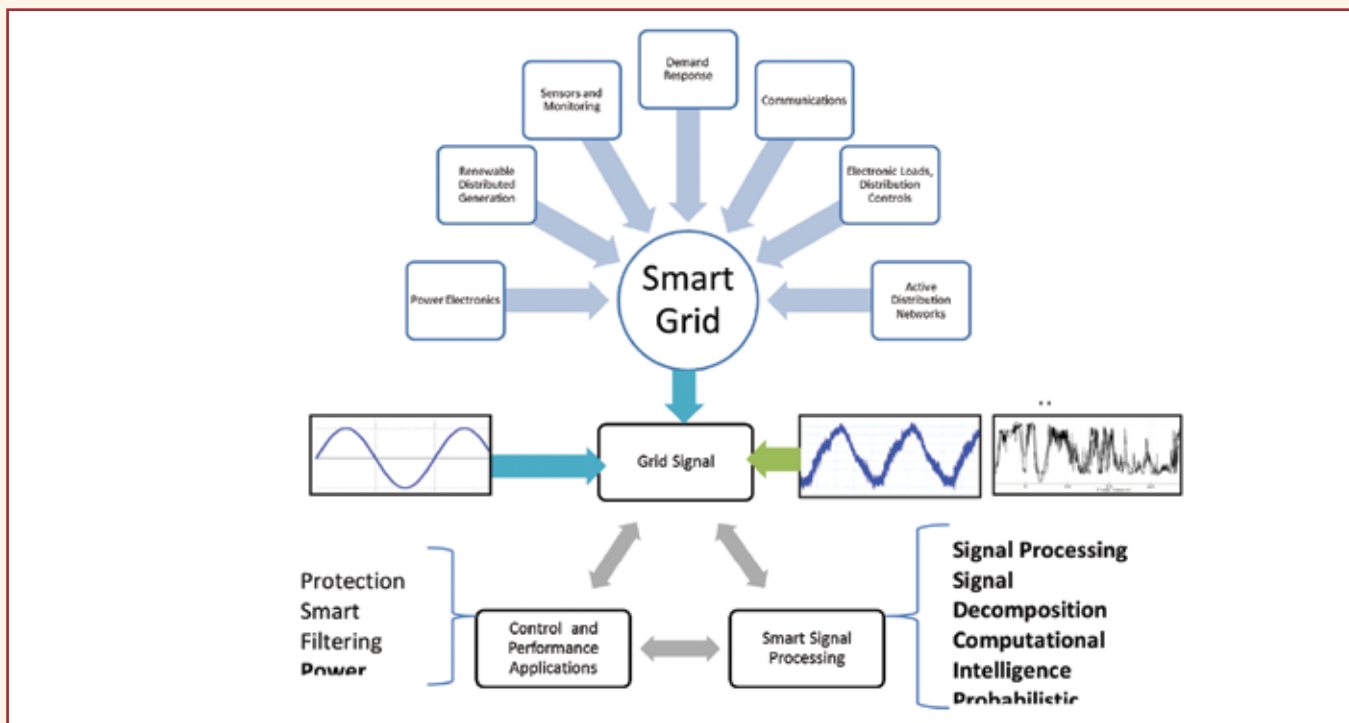 Demand
Response
Sensors and
Monitoring
Communications
Renewable
Distributed
Generation
Electronic Loads,
Distribution
Controls
Smart
Grid
Power Electronics
Active
Distribution
Networks
Grid Signal
Protection
Smart
Filtering
Power
Control and
Performance
Applications
Smart Signal
Processing
Signal Processing
Signal
Decomposition
Computational
Intelligence
Probabilistic